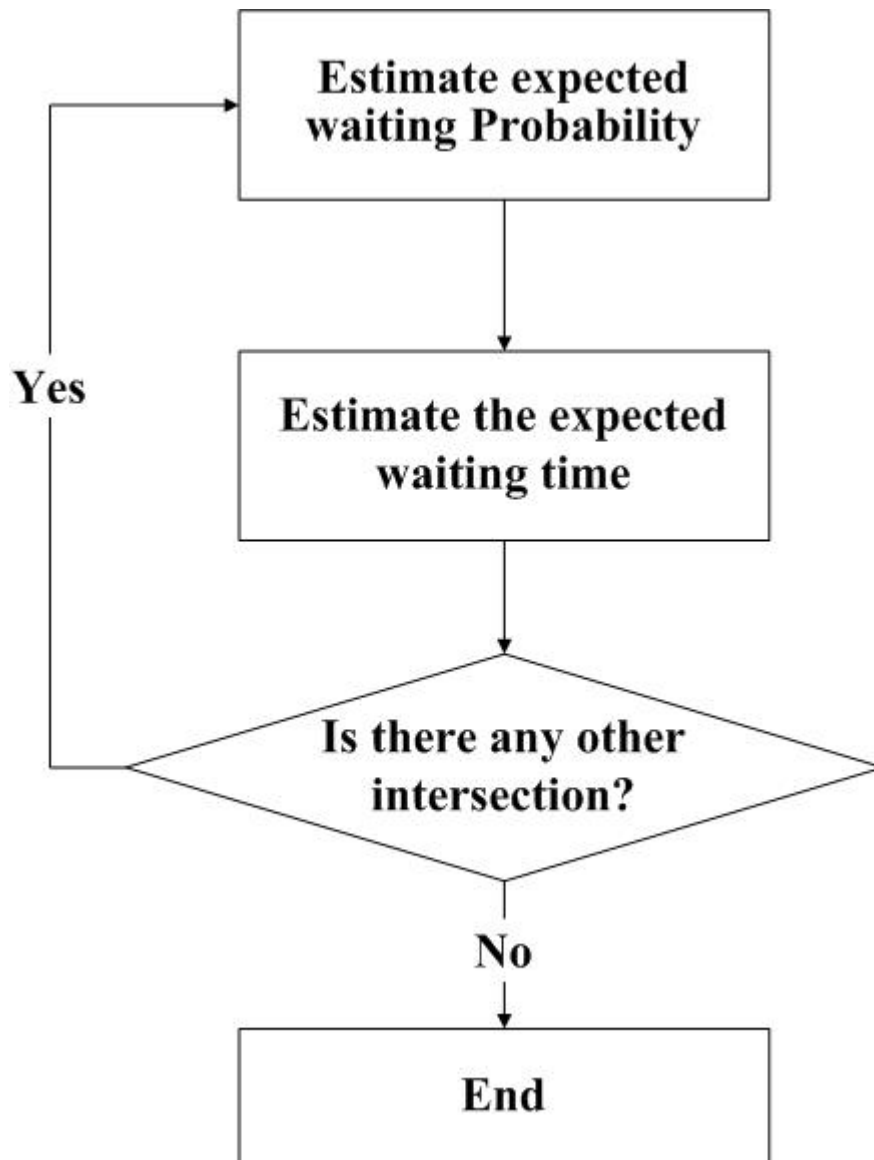 Estimate expected
waiting Probability
Yes
Estimate the expected
waiting time
Is there any other
intersection?
No
End